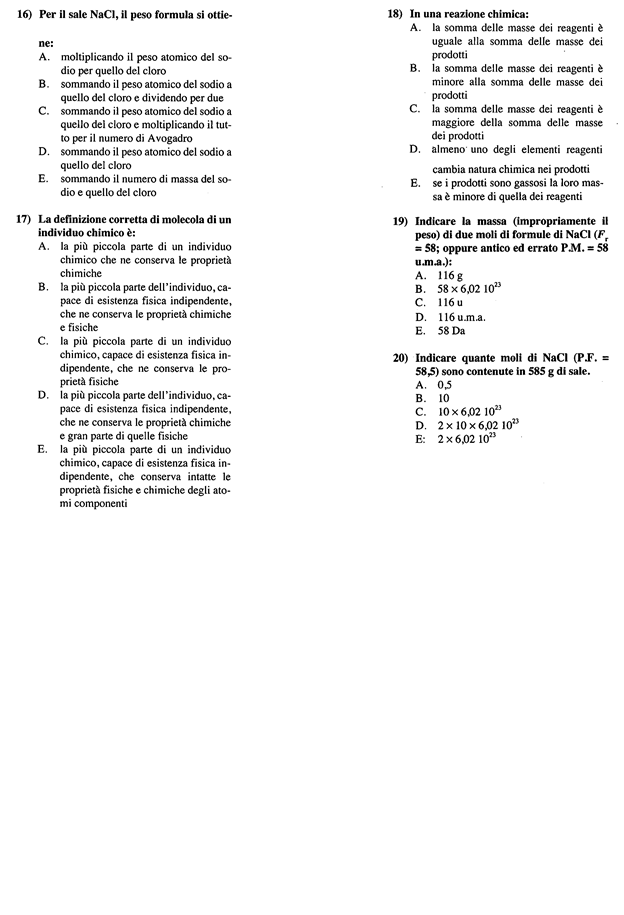 16) Per il sale NaCl, il peso formula si ottie-
ne:
A. moltiplicando il peso atomico del so-
dio per quello del cloro
B. sommando il peso atomico del sodio a
quello del cloro e dividendo per due
C. sommando il peso atomico del sodio a
quello del cloro e moltiplicando il tut-
to per il numero di Avogadro
D. sommando il peso atomico del sodio a
quello del cloro
E. sommando il numero di massa del so-
dio e quello del cloro
17) La definizione corretta di molecola di un
individuo chimico è:
A. la più piccola parte di un individuo
chimico che ne conserva le proprietà
chimiche
B. la più piccola parte dell'individuo, ca-
pace di esistenza fisica indipendente,
che ne conserva le proprietà chimiche
e fisiche
C. la più piccola parte di un individuo
chimico, capace di esistenza fisica in-
dipendente, che ne conserva le pro-
prietà fisiche
D. la più piccola parte dell'individuo, ca-
pace di esistenza fisica indipendente,
che ne conserva le proprietà chimiche
e gran parte di quelle fisiche
E. la più piccola parte di un individuo
chimico, capace di esistenza fisica in-
dipendente, che conserva intatte le
proprietà fisiche e chimiche degli ato-
mi componenti
18) In una reazione chimica:
A. la somma delle masse dei reagenti è
uguale alla somma delle masse dei
prodotti
B. la somma delle masse dei reagenti è
minore alla somma delle masse dei
prodotti
C. la somma delle masse dei reagenti è
maggiore della somma delle masse
dei prodotti
D. almeno uno degli elementi reagenti
cambia natura chimica nei prodotti
E. se i prodotti sono gassosi la loro mas-
sa è minore di quella dei reagenti
19) Indicare la massa (impropriamente il
peso) di due moli di formule di NaCl (Fr
= 58; oppure antico ed errato P.M. = 58
u.m.a.):
A. 116 g
B. 58 × 6,02 10²³
C. 116 u
D. 116 u.m.a.
E. 58 Da
20) Indicare quante moli di NaCl (P.F. =
58,5) sono contenute in 585 g di sale.
A. 0,5
B. 10
C. 10 × 6,02 10²³
D. 2 × 10 × 6,02 10²³
E: 2 × 6,02 10²³